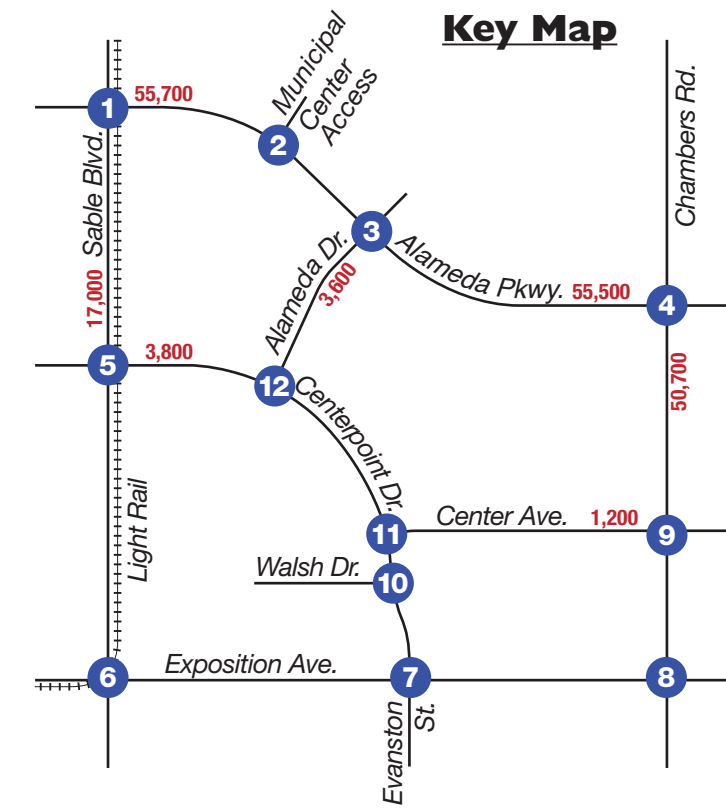 Key Map
Municipal
Center
Access
Chambers Rd.
1
55,700
2
Sable Blvd.
3
Alameda Dr.
3,600
Alameda Pkwy.
55,500
4
17,000
5
3,800
12
Centerpoint Dr.
50,700
Light Rail
11
Center Ave.
1,200
9
Walsh Dr.
10
6
Exposition Ave.
7
8
Evanston
St.